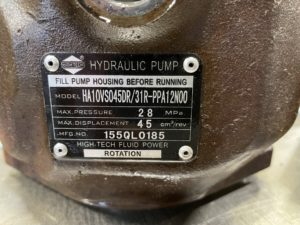 HYDRAULIC PUMP
FILL PUMP HOUSING BEFORE RUNNING
MODEL HA10VSO45DR/31R-PPA12N00
MAX.PRESSURE 28 MPa
MAX.DISPLACEMENT 45 cm³/rev
MFG.NO. 155QL0185
HIGH-TECH FLUID POWER
ROTATION